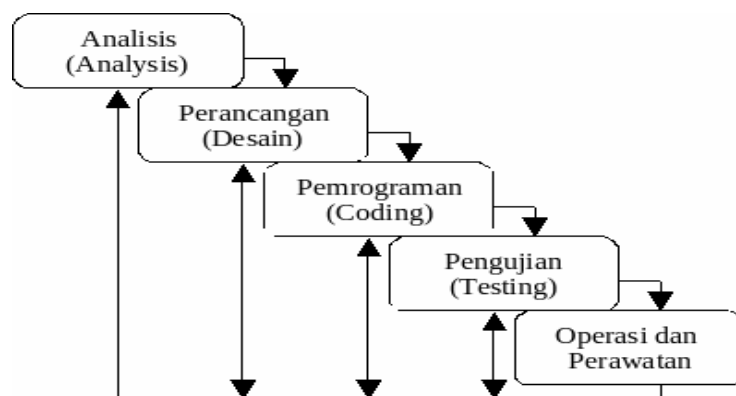 Analisis
(Analysis)
Perancangan
(Desain)
Pemrograman
(Coding)
Pengujian
(Testing)
Operasi dan
Perawatan